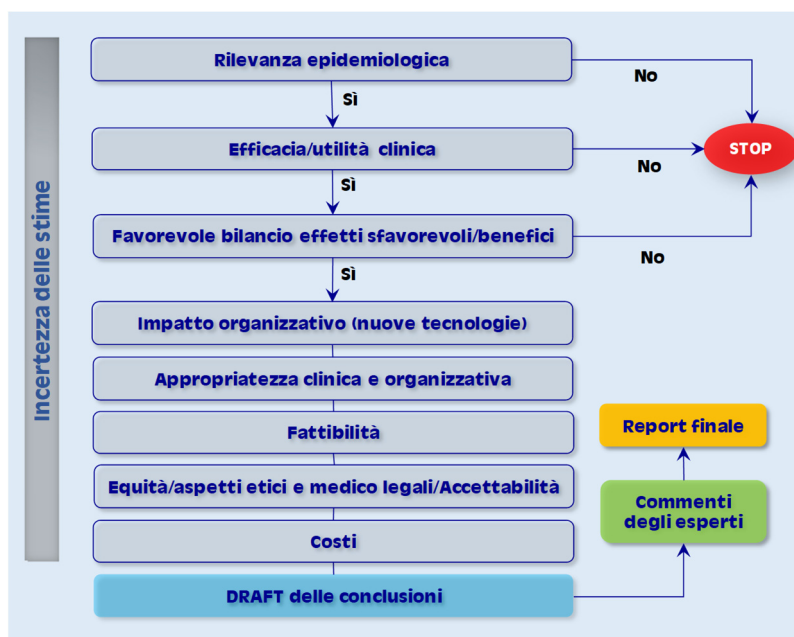 Incertezza delle stime
Rilevanza epidemiologica
No
Sì
Efficacia/utilità clinica
STOP
No
Sì
Favorevole bilancio effetti sfavorevoli/benefici
No
Sì
Impatto organizzativo (nuove tecnologie)
Appropriatezza clinica e organizzativa
Fattibilità
Report finale
Equità/aspetti etici e medico legali/Accettabilità
Commenti
degli esperti
Costi
DRAFT delle conclusioni